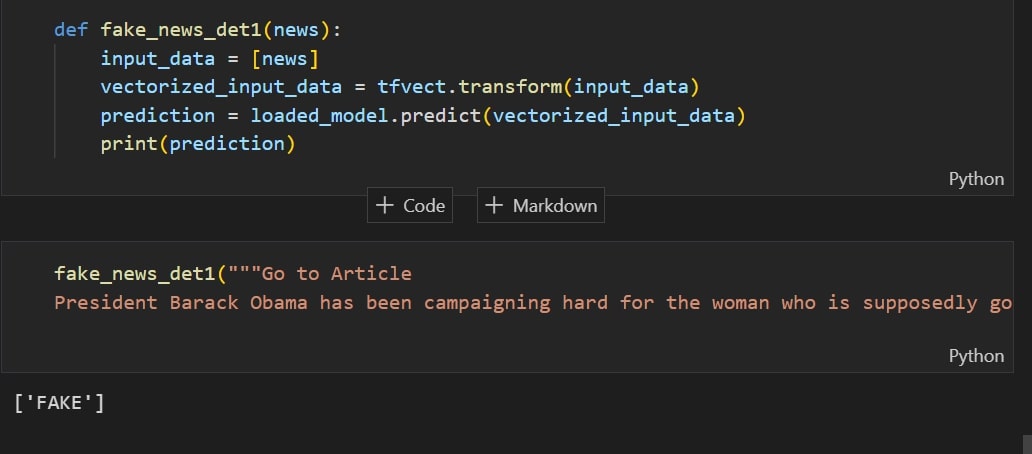 def fake_news_det1(news):
    input_data = [news]
    vectorized_input_data = tfvect.transform(input_data)
    prediction = loaded_model.predict(vectorized_input_data)
    print(prediction)
Python
+ Code + Markdown
fake_news_det1("""Go to Article
President Barack Obama has been campaigning hard for the woman who is supposedly go
Python
['FAKE']